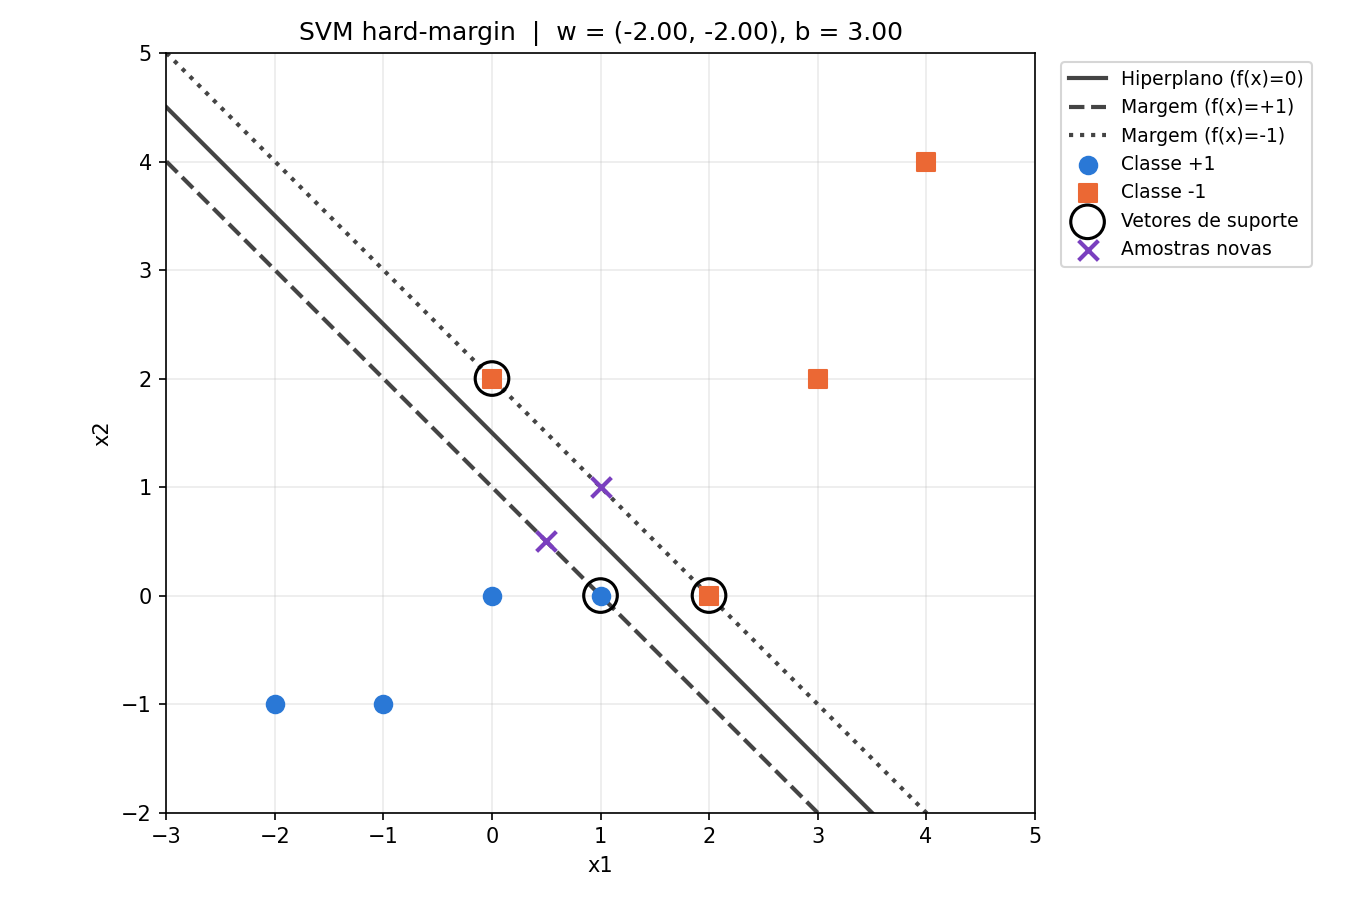 SVM hard-margin | w = (-2.00, -2.00), b = 3.00
Hiperplano (f(x)=0)
Margem (f(x)=+1)
Margem (f(x)=-1)
Classe +1
Classe -1
Vetores de suporte
Amostras novas
x2
5
4
3
2
1
0
−1
−2
−3 −2 −1 0 1 2 3 4 5
x1